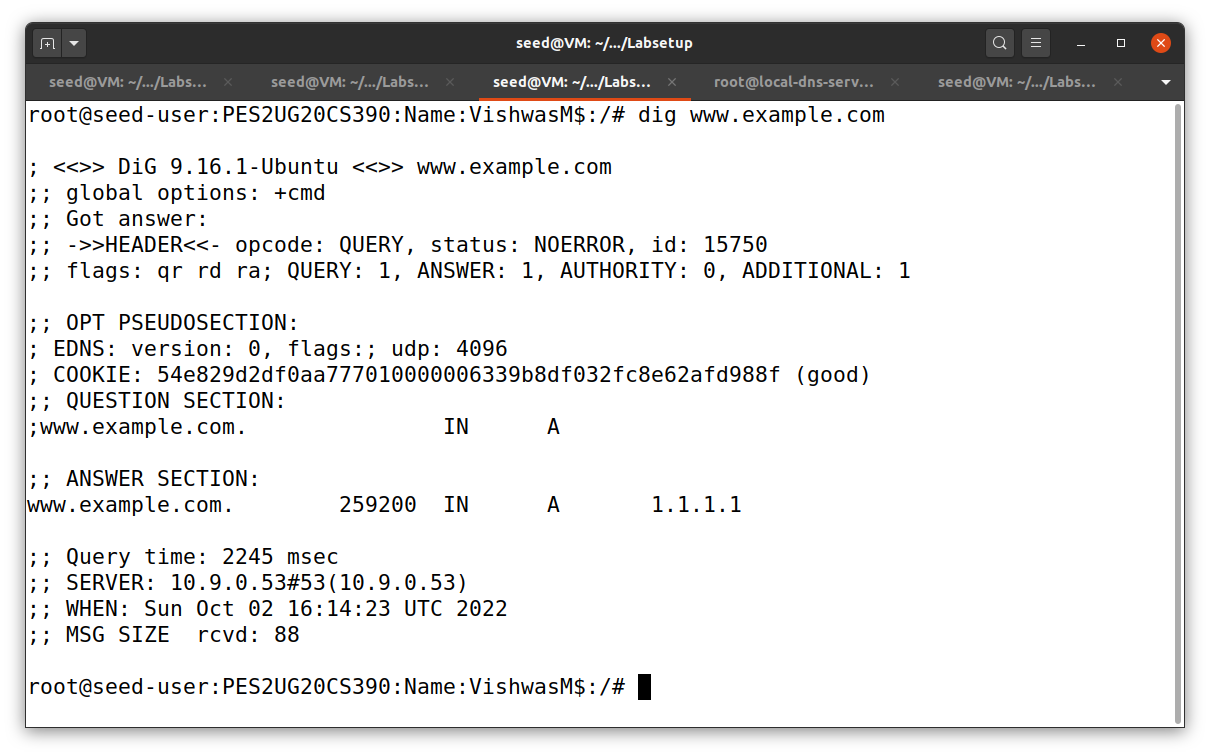 seed@VM: ~/.../Labsetup
seed@VM: ~/.../Labs... seed@VM: ~/.../Labs... seed@VM: ~/.../Labs... root@local-dns-serv... seed@VM: ~/.../Labs...
root@seed-user:PES2UG20CS390:Name:VishwasM$:/# dig www.example.com
; <<>> DiG 9.16.1-Ubuntu <<>> www.example.com
;; global options: +cmd
;; Got answer:
;; ->>HEADER<<- opcode: QUERY, status: NOERROR, id: 15750
;; flags: qr rd ra; QUERY: 1, ANSWER: 1, AUTHORITY: 0, ADDITIONAL: 1
;; OPT PSEUDOSECTION:
; EDNS: version: 0, flags:; udp: 4096
; COOKIE: 54e829d2df0aa777010000006339b8df032fc8e62afd988f (good)
;; QUESTION SECTION:
;www.example.com. IN A
;; ANSWER SECTION:
www.example.com. 259200 IN A 1.1.1.1
;; Query time: 2245 msec
;; SERVER: 10.9.0.53#53(10.9.0.53)
;; WHEN: Sun Oct 02 16:14:23 UTC 2022
;; MSG SIZE  rcvd: 88
root@seed-user:PES2UG20CS390:Name:VishwasM$:/#